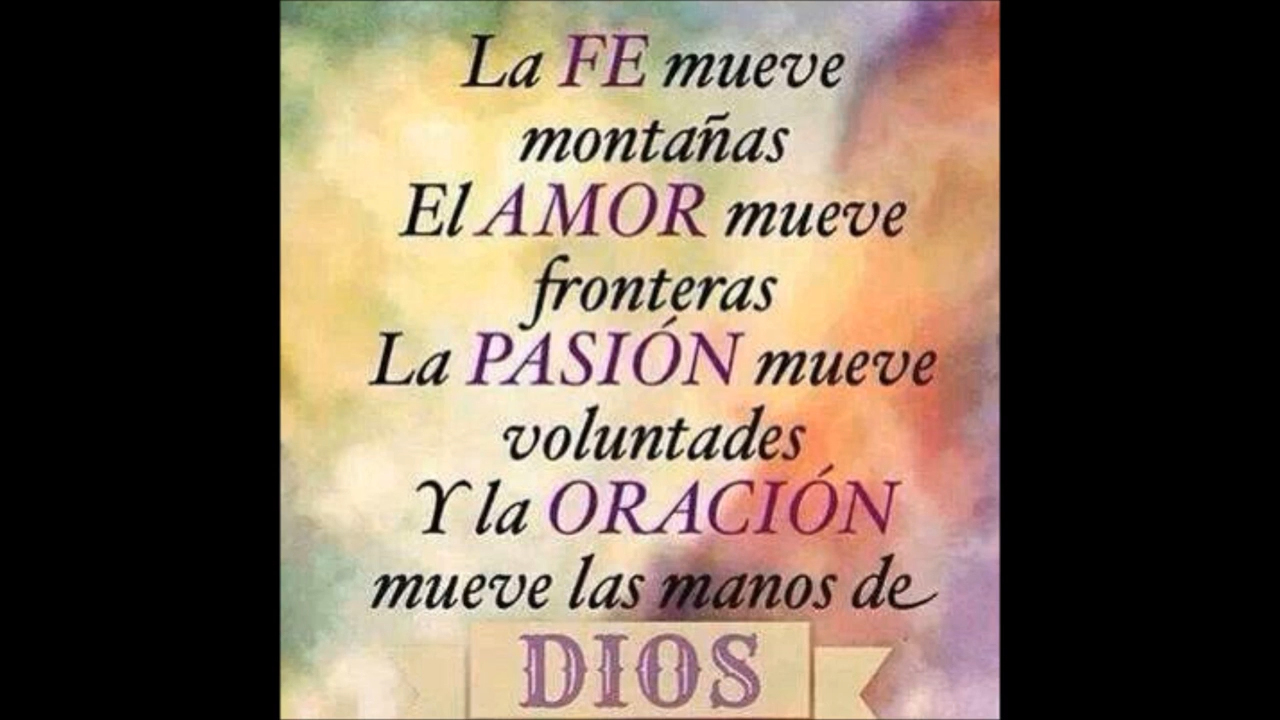 La FE mueve
montañas
El AMOR mueve
fronteras
La PASIÓN mueve
voluntades
Y la ORACIÓN
mueve las manos de
DIOS